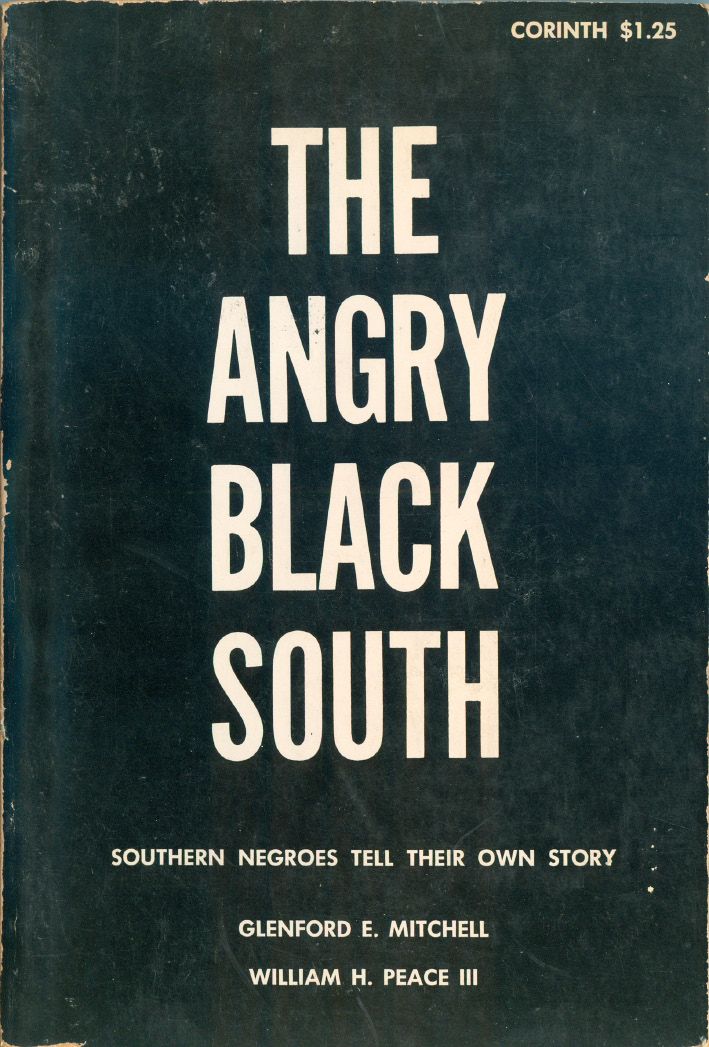 CORINTH $1.25
THE
ANGRY
BLACK
SOUTH
SOUTHERN NEGROES TELL THEIR OWN STORY
GLENFORD E. MITCHELL
WILLIAM H. PEACE III